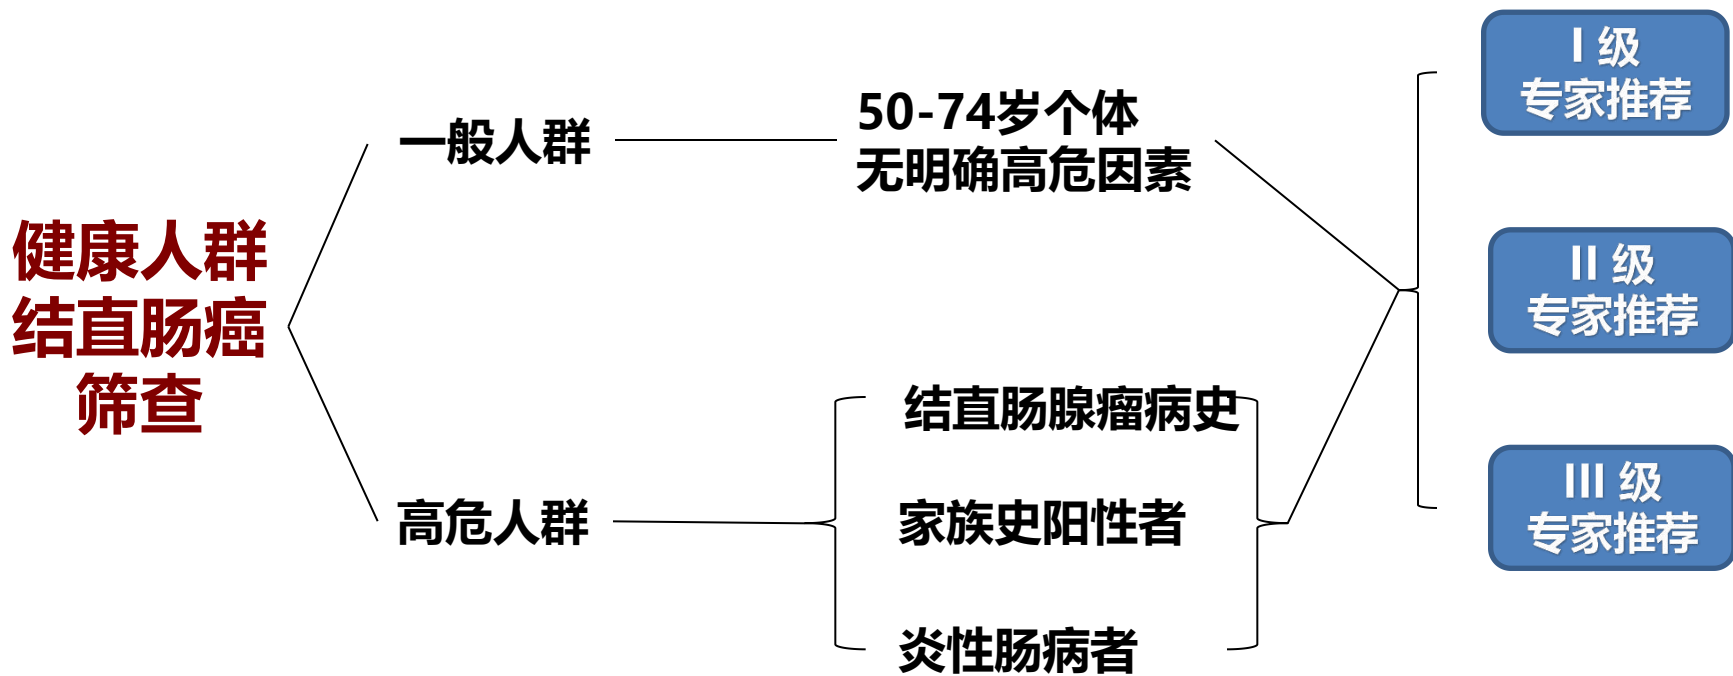 健康人群
结直肠癌
筛查
一般人群
50-74岁个体
无明确高危因素
高危人群
结直肠腺瘤病史
家族史阳性者
炎性肠病者
I 级
专家推荐
II 级
专家推荐
III 级
专家推荐